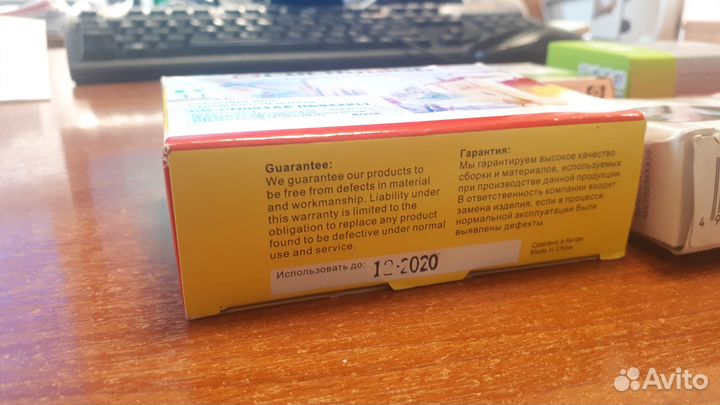 Guarantee:
We guarantee our products to
be free from defects in material
and workmanship. Liability under
this warranty is limited to the
obligation to replace any product
found to be defective under normal
use and service.
Гарантия:
Мы гарантируем высокое качество
сборки и материалов, используемых
при производстве данной продукции.
В ответственность компании входит
замена изделия, если в процессе
нормальной эксплуатации были
выявлены дефекты.
Использовать до: 12-2020
Сделано в Китае
Made in China
Avito